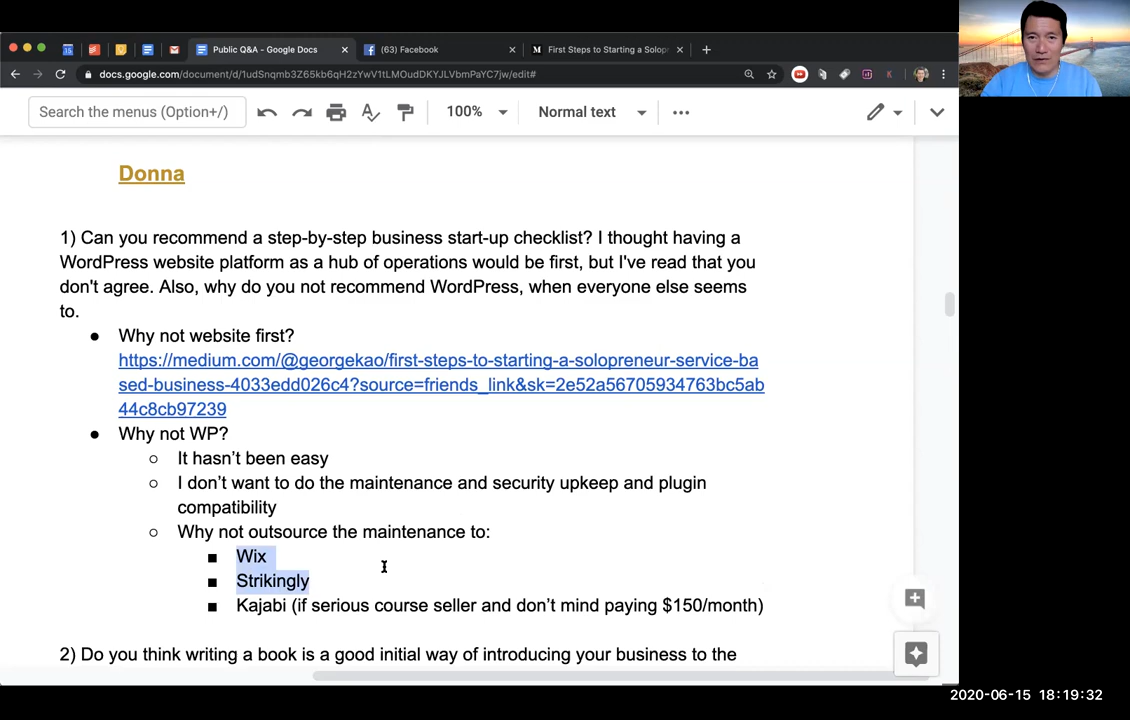 Public Q&A - Google Docs
(63) Facebook
First Steps to Starting a Solopr
docs.google.com/document/d/1udSnqmb3Z65kb6qH2zYwV1tLMOudDKYJLVbmPaYC7jw/edit#
Search the menus (Option+/)
100%
Normal text
Donna
1) Can you recommend a step-by-step business start-up checklist? I thought having a
WordPress website platform as a hub of operations would be first, but I've read that you
don't agree. Also, why do you not recommend WordPress, when everyone else seems
to.
● Why not website first?
https://medium.com/@georgekao/first-steps-to-starting-a-solopreneur-service-ba
sed-business-4033edd026c4?source=friends_link&sk=2e52a56705934763bc5ab
44c8cb97239
● Why not WP?
○ It hasn’t been easy
○ I don’t want to do the maintenance and security upkeep and plugin
compatibility
○ Why not outsource the maintenance to:
■ Wix
■ Strikingly
■ Kajabi (if serious course seller and don’t mind paying $150/month)
2) Do you think writing a book is a good initial way of introducing your business to the
2020-06-15 18:19:32